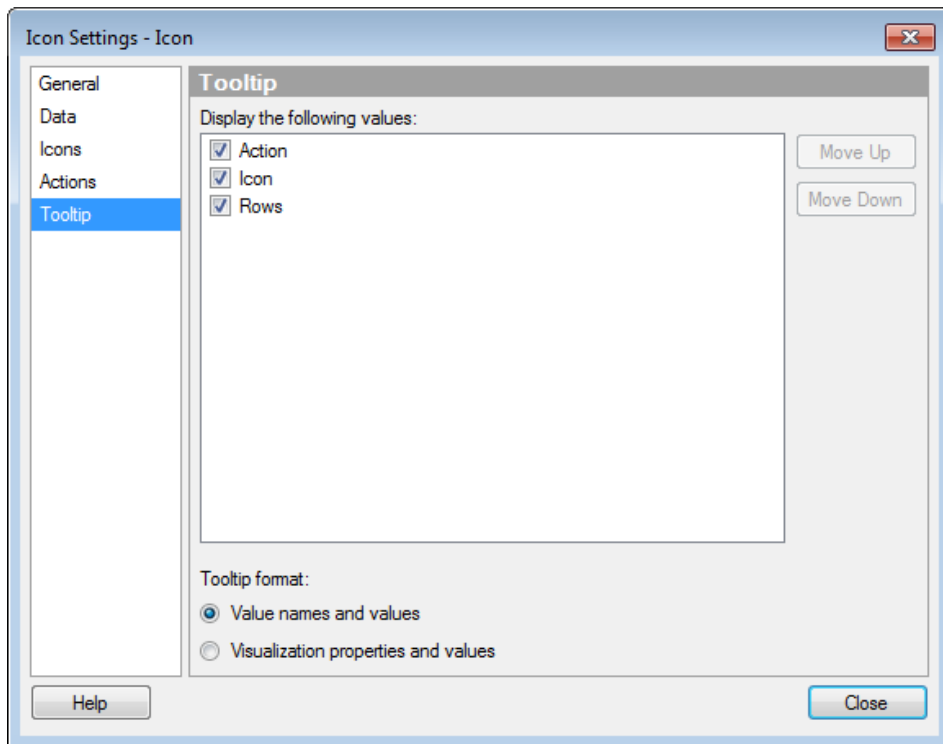 Icon Settings - Icon
General
Data
Icons
Actions
Tooltip
Tooltip
Display the following values:
Action
Icon
Rows
Move Up
Move Down
Tooltip format:
Value names and values
Visualization properties and values
Help
Close